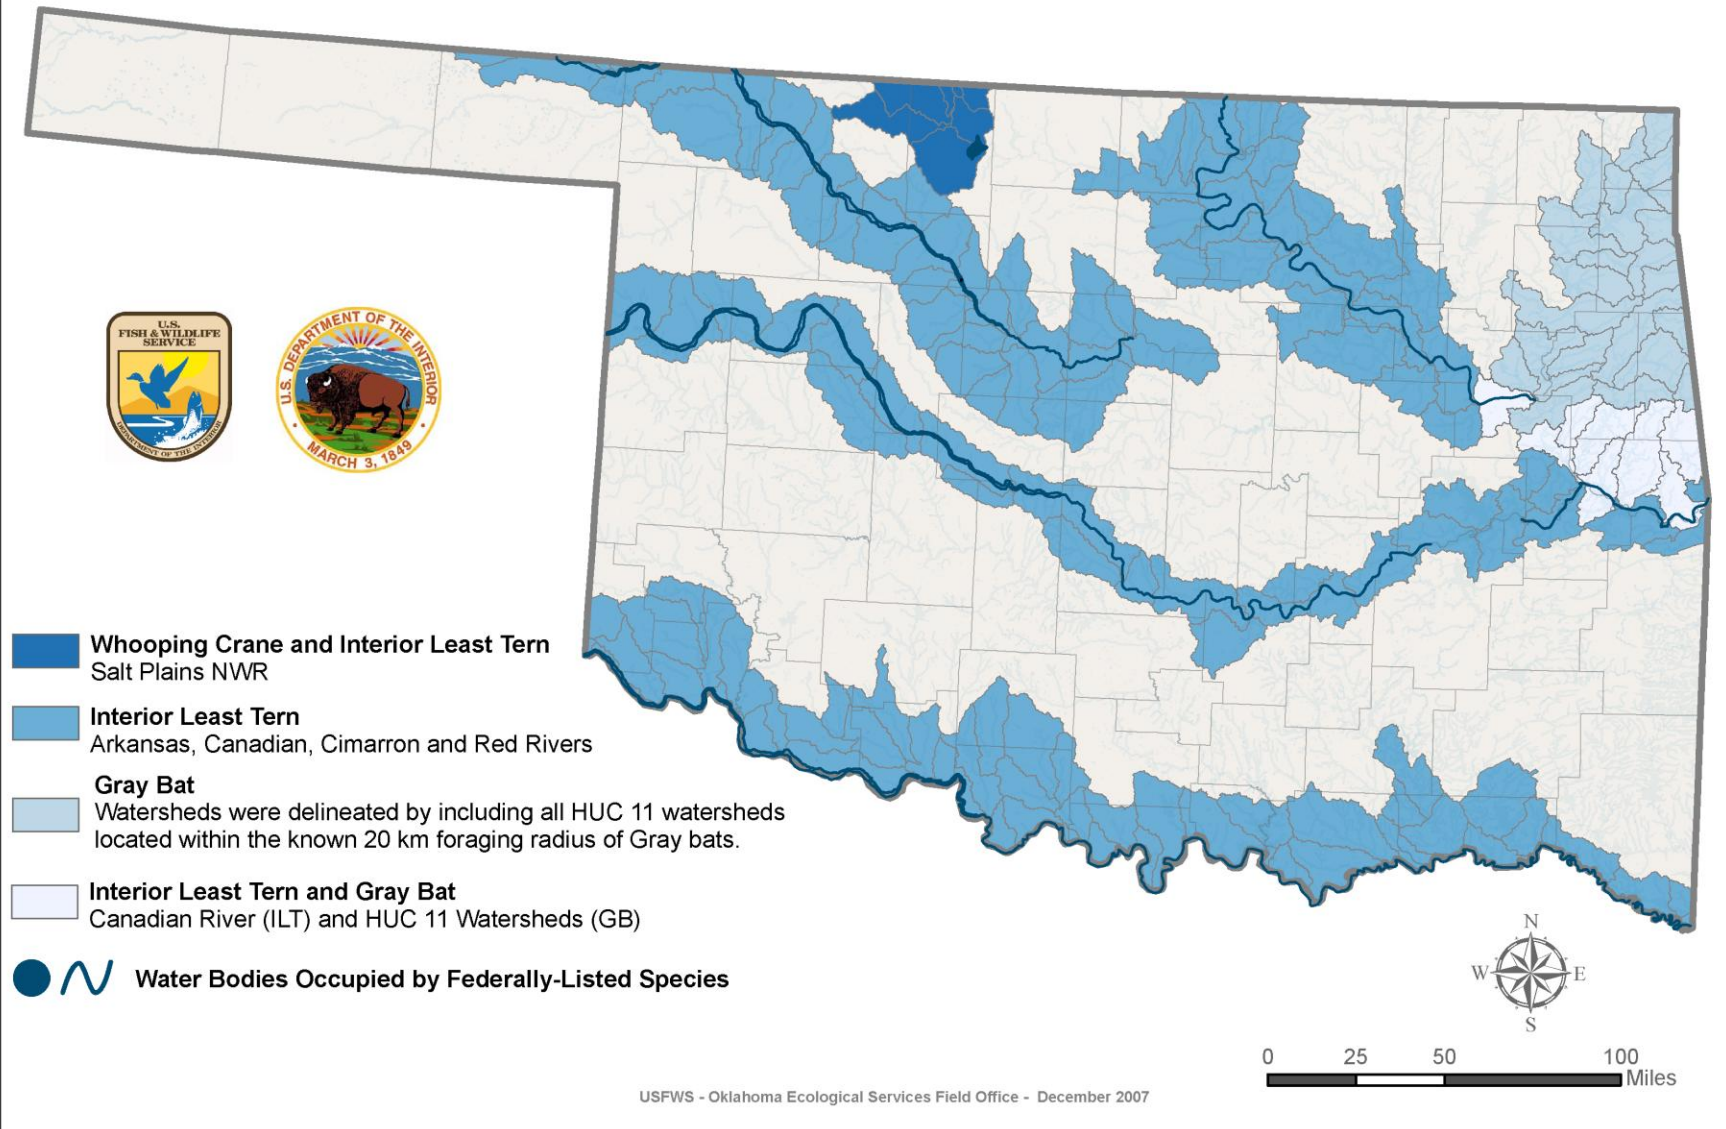 U.S.
FISH & WILDLIFE
SERVICE
DEPARTMENT OF THE INTERIOR
U.S. DEPARTMENT OF THE INTERIOR
MARCH 3, 1849
Whooping Crane and Interior Least Tern
Salt Plains NWR
Interior Least Tern
Arkansas, Canadian, Cimarron and Red Rivers
Gray Bat
Watersheds were delineated by including all HUC 11 watersheds
located within the known 20 km foraging radius of Gray bats.
Interior Least Tern and Gray Bat
Canadian River (ILT) and HUC 11 Watersheds (GB)
Water Bodies Occupied by Federally-Listed Species
N
W E
S
0 25 50 100
Miles
USFWS - Oklahoma Ecological Services Field Office - December 2007